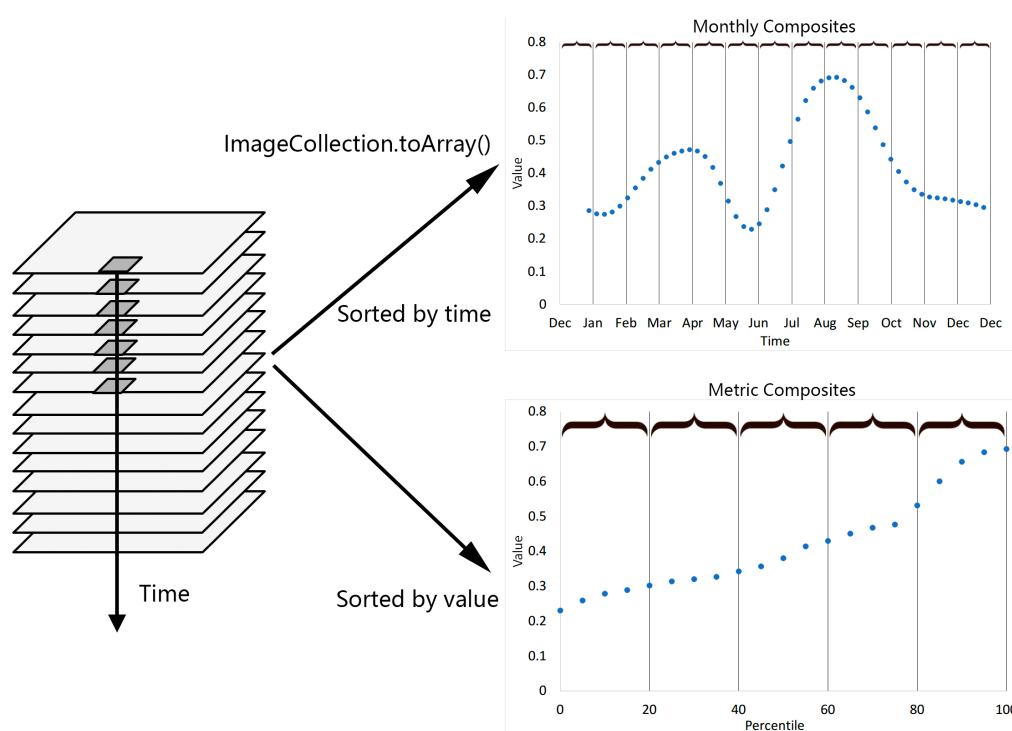 ImageCollection.toArray()
Sorted by time
Sorted by value
Time
Monthly Composites
0.8
0.7
0.6
0.5
0.4
0.3
0.2
0.1
0
Value
Dec Jan Feb Mar Apr May Jun Jul Aug Sep Oct Nov Dec Dec
Time
Metric Composites
0.8
0.7
0.6
0.5
0.4
0.3
0.2
0.1
0
Value
0 20 40 60 80 100
Percentile